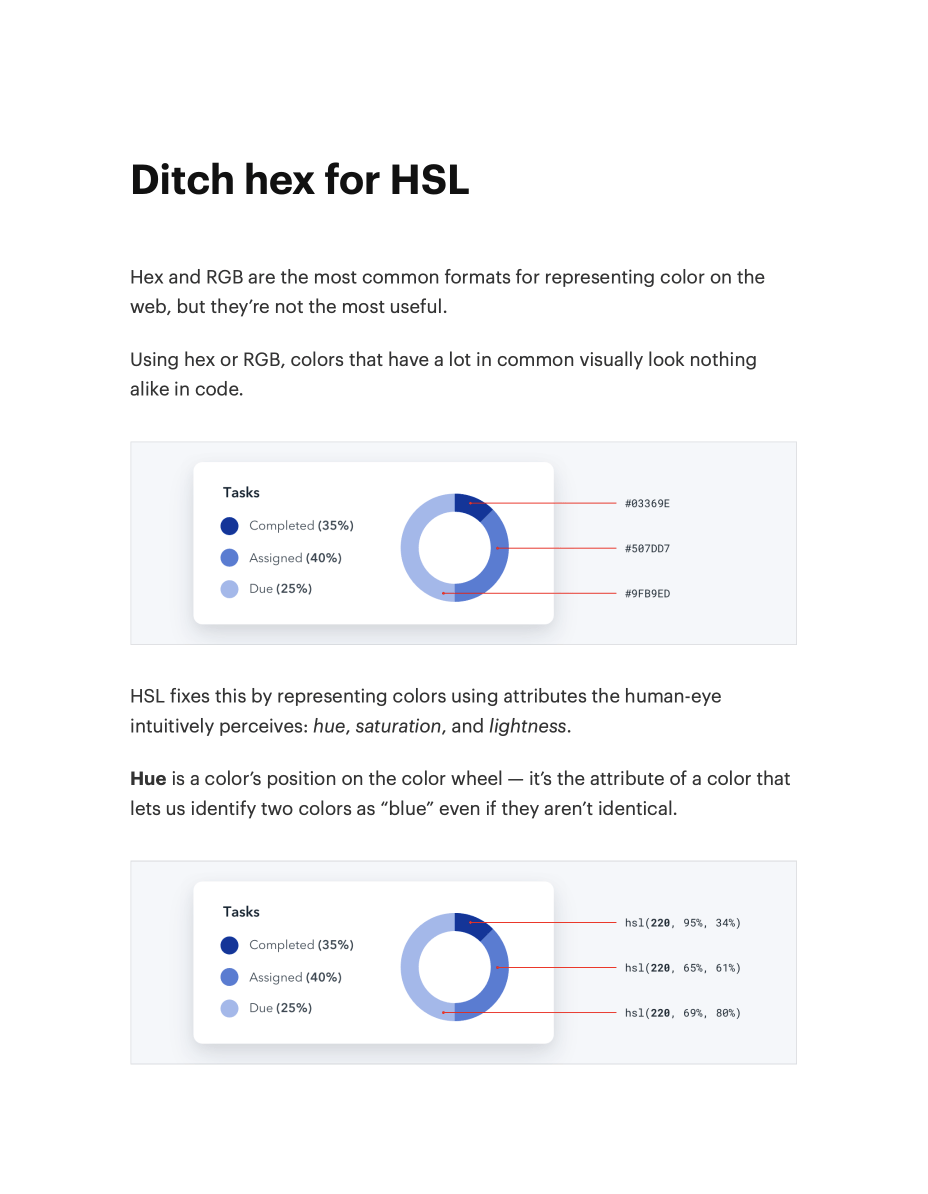 Ditch hex for HSL
Hex and RGB are the most common formats for representing color on the
web, but they’re not the most useful.
Using hex or RGB, colors that have a lot in common visually look nothing
alike in code.
Tasks
Completed (35%)
Assigned (40%)
Due (25%)
#03369E
#507DD7
#9FB9ED
HSL fixes this by representing colors using attributes the human-eye
intuitively perceives: hue, saturation, and lightness.
Hue is a color’s position on the color wheel — it’s the attribute of a color that
lets us identify two colors as “blue” even if they aren’t identical.
Tasks
Completed (35%)
Assigned (40%)
Due (25%)
hsl(220, 95%, 34%)
hsl(220, 65%, 61%)
hsl(220, 69%, 80%)